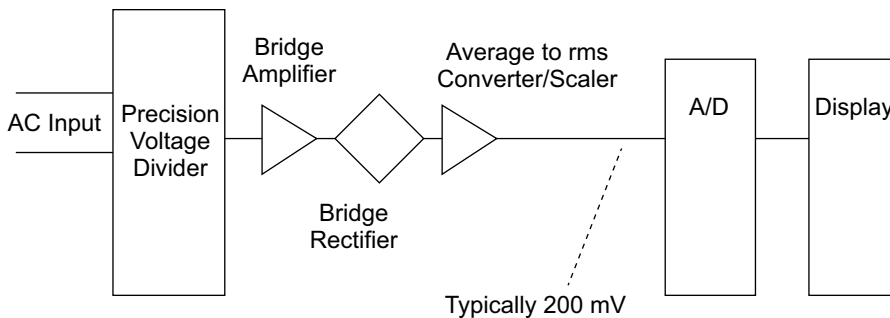 AC Input
Precision
Voltage
Divider
Bridge
Amplifier
Bridge
Rectifier
Average to rms
Converter/Scaler
Typically 200 mV
A/D
Display